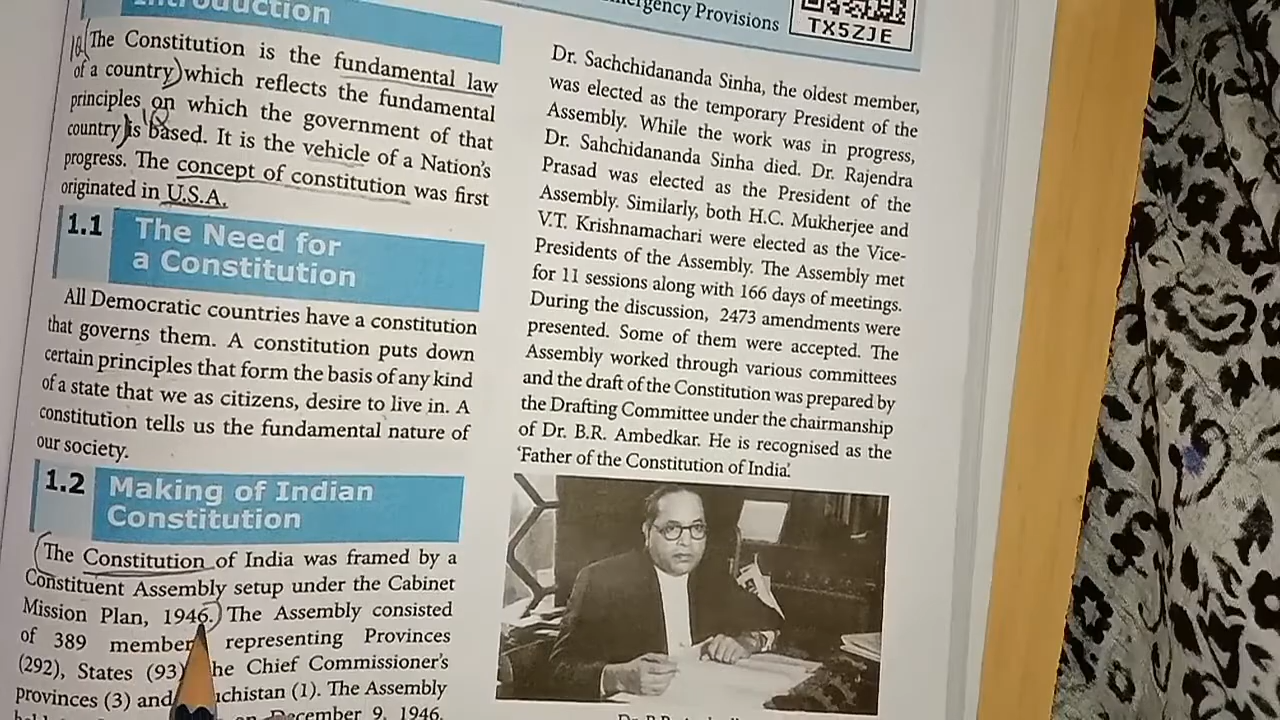 Introduction
The Constitution is the fundamental law
of a country which reflects the fundamental
principles on which the government of that
country is based. It is the vehicle of a Nation's
progress. The concept of constitution was first
originated in U.S.A.
1.1 The Need for
a Constitution
All Democratic countries have a constitution
that governs them. A constitution puts down
certain principles that form the basis of any kind
of a state that we as citizens, desire to live in. A
constitution tells us the fundamental nature of
our society.
1.2 Making of Indian
Constitution
The Constitution of India was framed by a
Constituent Assembly setup under the Cabinet
Mission Plan, 1946. The Assembly consisted
of 389 member representing Provinces
(292), States (93) he Chief Commissioner's
provinces (3) and uchistan (1). The Assembly
on December 9, 1946.
ergency Provisions
TX5ZJE
Dr. Sachchidananda Sinha, the oldest member,
was elected as the temporary President of the
Assembly. While the work was in progress,
Dr. Sahchidananda Sinha died. Dr. Rajendra
Prasad was elected as the President of the
Assembly. Similarly, both H.C. Mukherjee and
V.T. Krishnamachari were elected as the Vice-
Presidents of the Assembly. The Assembly met
for 11 sessions along with 166 days of meetings.
During the discussion, 2473 amendments were
presented. Some of them were accepted. The
Assembly worked through various committees
and the draft of the Constitution was prepared by
the Drafting Committee under the chairmanship
of Dr. B.R. Ambedkar. He is recognised as the
'Father of the Constitution of India'.